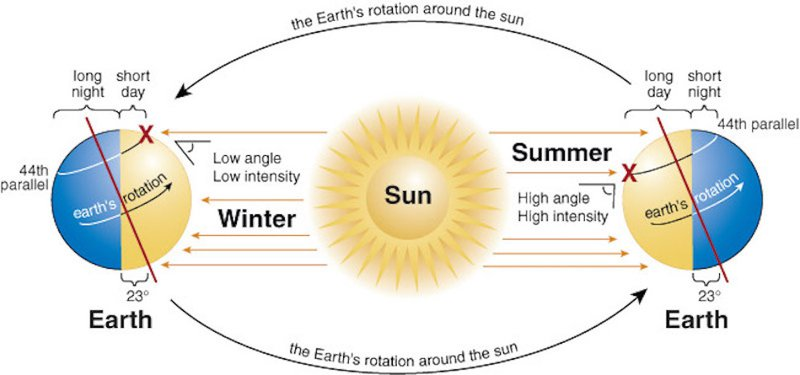 the Earth's rotation around the sun
long night
short day
X
44th parallel
earth's rotation
23°
Earth
Low angle
Low intensity
Winter
Sun
Summer
High angle
High intensity
long day
short night
44th parallel
X
earth's rotation
23°
Earth
the Earth's rotation around the sun